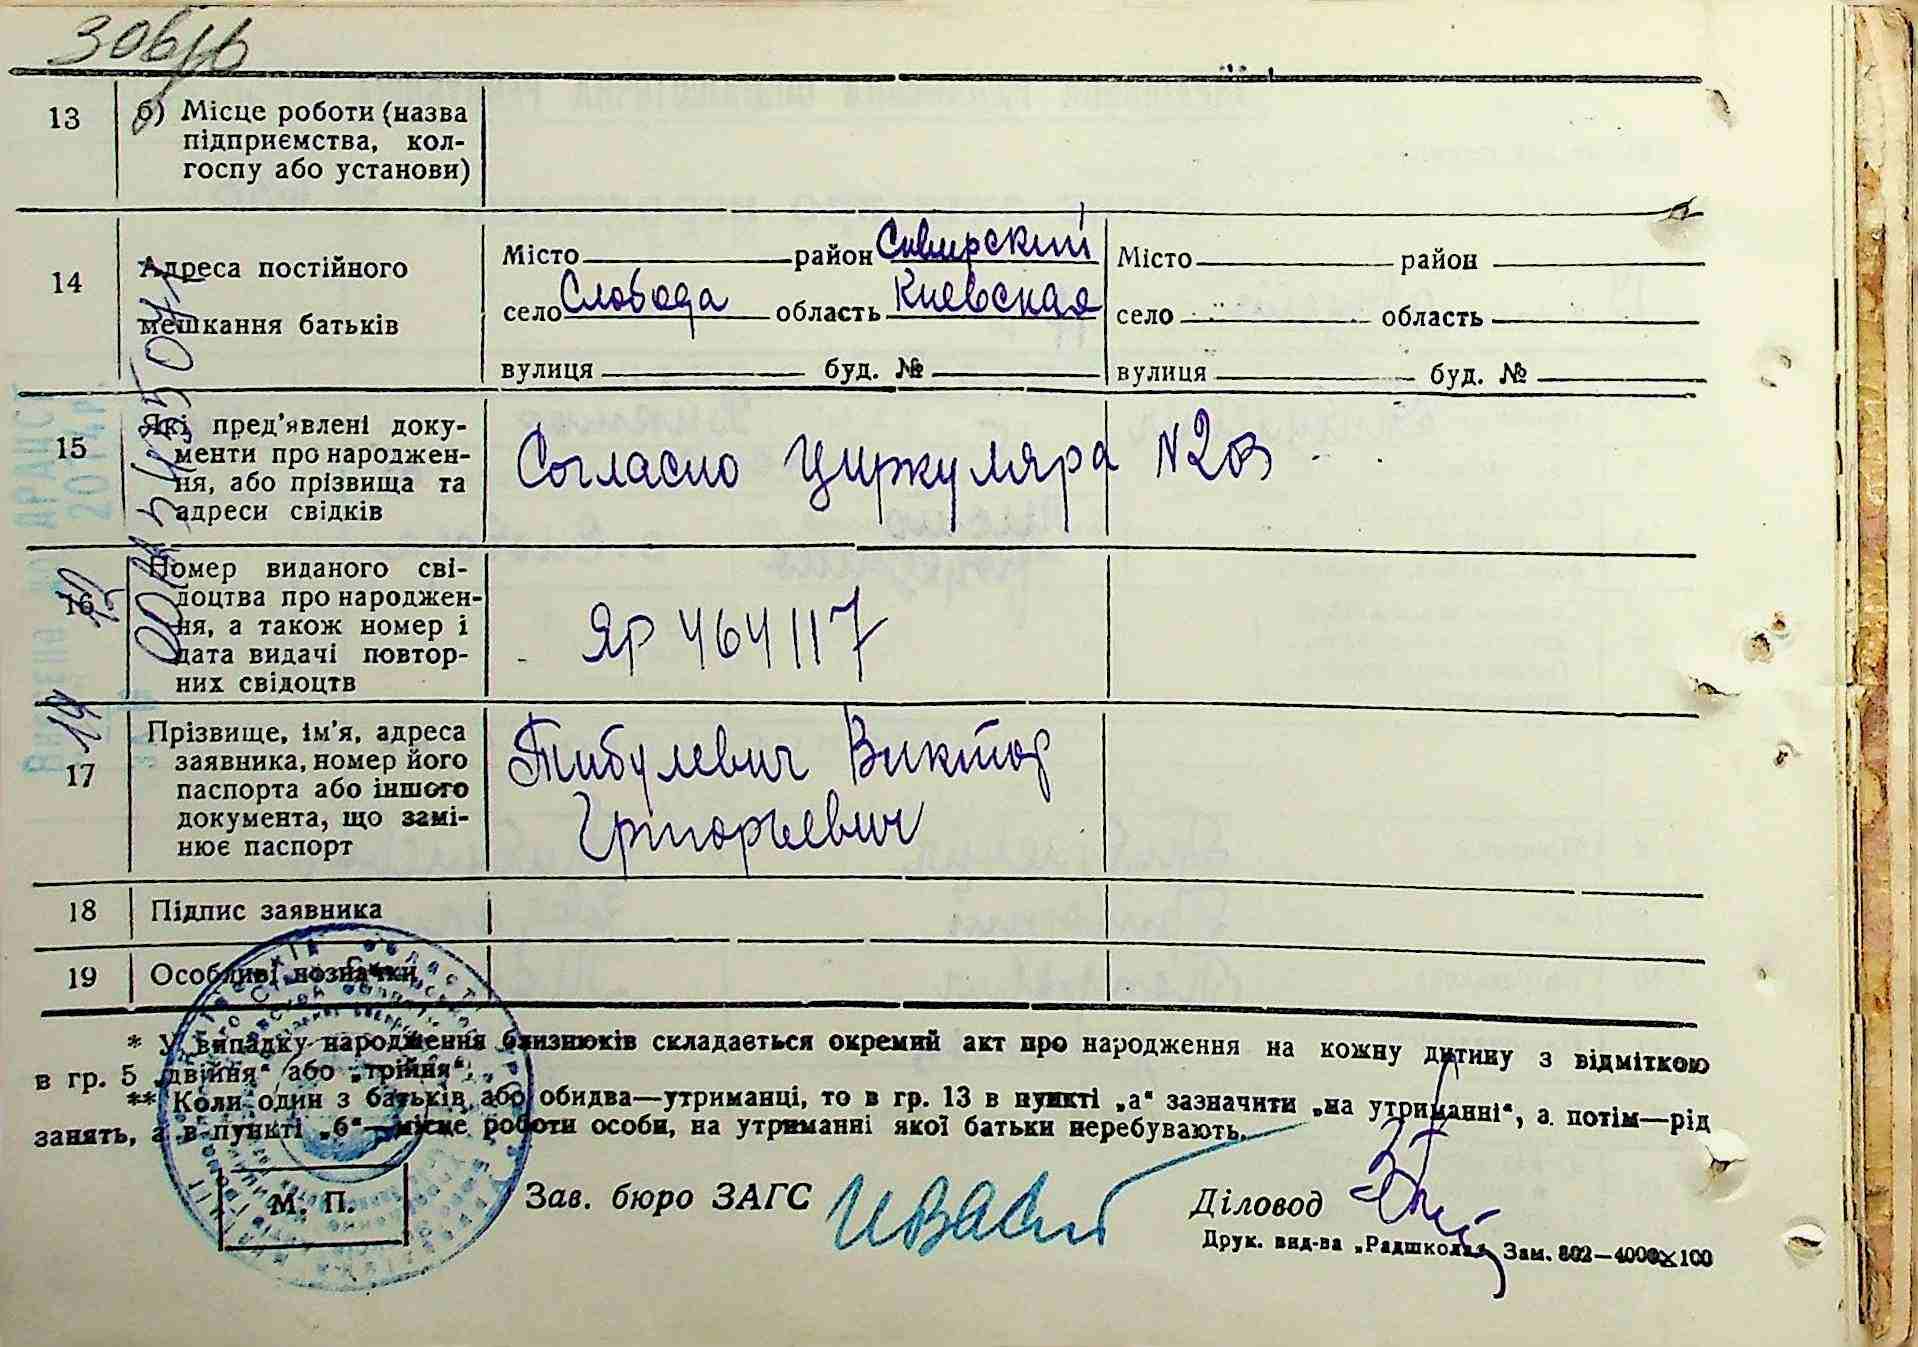 13
б) Місце роботи (назва
підприємства, кол-
госпу або установи)
14
Адреса постійного
мешкання батьків
Місто район Сквирский
село Слобода область Киевская
вулиця буд. №
Місто район
село область
вулиця буд. №
15
Які пред'явлені доку-
менти про народжен-
ня, або прізвища та
адреси свідків
Согласно циркуляра N203
16
Номер виданого сві-
доцтва про народжен-
ня, а також номер і
дата видачі повтор-
них свідоцтв
ЯР 464117
17
Прізвище, ім'я, адреса
заявника, номер його
паспорта або іншого
документа, що замі-
нює паспорт
Тибулевич Виктор
Григорьевич
18
Підпис заявника
19
Особливі позначки
* У випадку народження близнюків складається окремий акт про народження на кожну дитину з відміткою
в гр. 5 „двійня“ або „трійня“.
** Коли один з батьків або обидва—утриманці, то в гр. 13 в пункті „а“ зазначити „на утриманні“, а потім—рід
занять, а в пункті „б“—місце роботи особи, на утриманні якої батьки перебувають.
М. П.
Зав. бюро ЗАГС
Діловод
Друк. вид-ва „Радшкола“ Зам. 802—4000×100